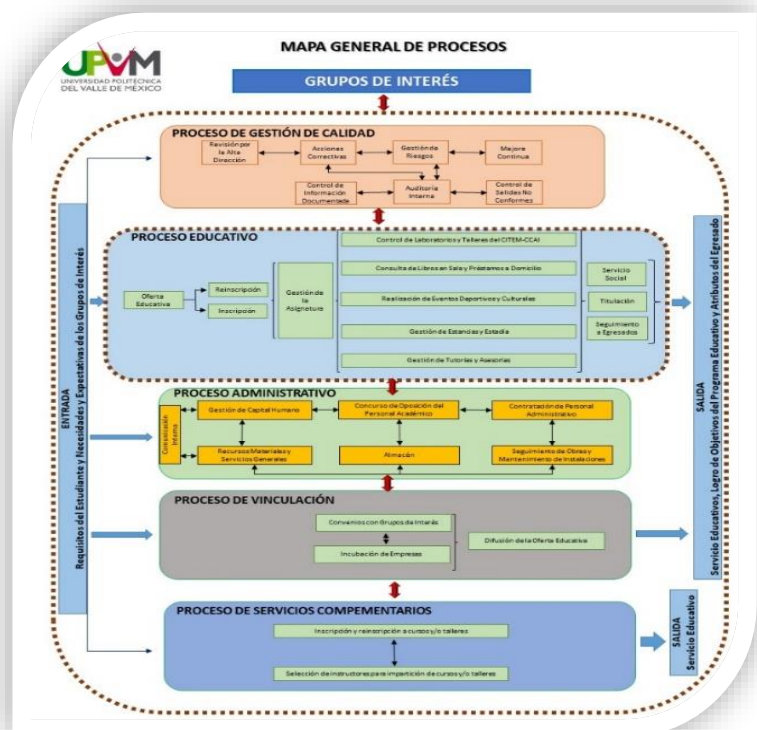 MAPA GENERAL DE PROCESOS
UPVM
UNIVERSIDAD POLITÉCNICA
DEL VALLE DE MÉXICO
GRUPOS DE INTERÉS
PROCESO DE GESTIÓN DE CALIDAD
Revisión por
la Alta
Dirección
Acciones
Correctivas
Gestión de
Riesgos
Mejora
Continua
Control de
Información
Documentada
Auditoría
Interna
Control de
Salidas No
Conformes
ENTRADA
Requisitos del Estudiante y Necesidades y Expectativas de los Grupos de Interés
PROCESO EDUCATIVO
Oferta
Educativa
Reinscripción
Inscripción
Gestión de
la
Asignatura
Control de Laboratorios y Talleres del CITEM-CCAI
Consulta de Libros en Sala y Préstamos a Domicilio
Realización de Eventos Deportivos y Culturales
Gestión de Estancias y Estadía
Gestión de Tutorías y Asesorías
Servicio
Social
Titulación
Seguimiento
a Egresados
PROCESO ADMINISTRATIVO
Comunicación
Interna
Gestión de Capital Humano
Concurso de Oposición del
Personal Académico
Contratación de Personal
Administrativo
Recursos Materiales y
Servicios Generales
Almacén
Seguimiento de Obras y
Mantenimiento de Instalaciones
PROCESO DE VINCULACIÓN
Convenios con Grupos de Interés
Incubación de Empresas
Difusión de la Oferta Educativa
PROCESO DE SERVICIOS COMPEMENTARIOS
Inscripción y reinscripción a cursos y/o talleres
Selección de instructores para impartición de cursos y/o talleres
SALIDA
Servicio Educativos, Logro de Objetivos del Programa Educativo y Atributos del Egresado
SALIDA
Servicio Educativo